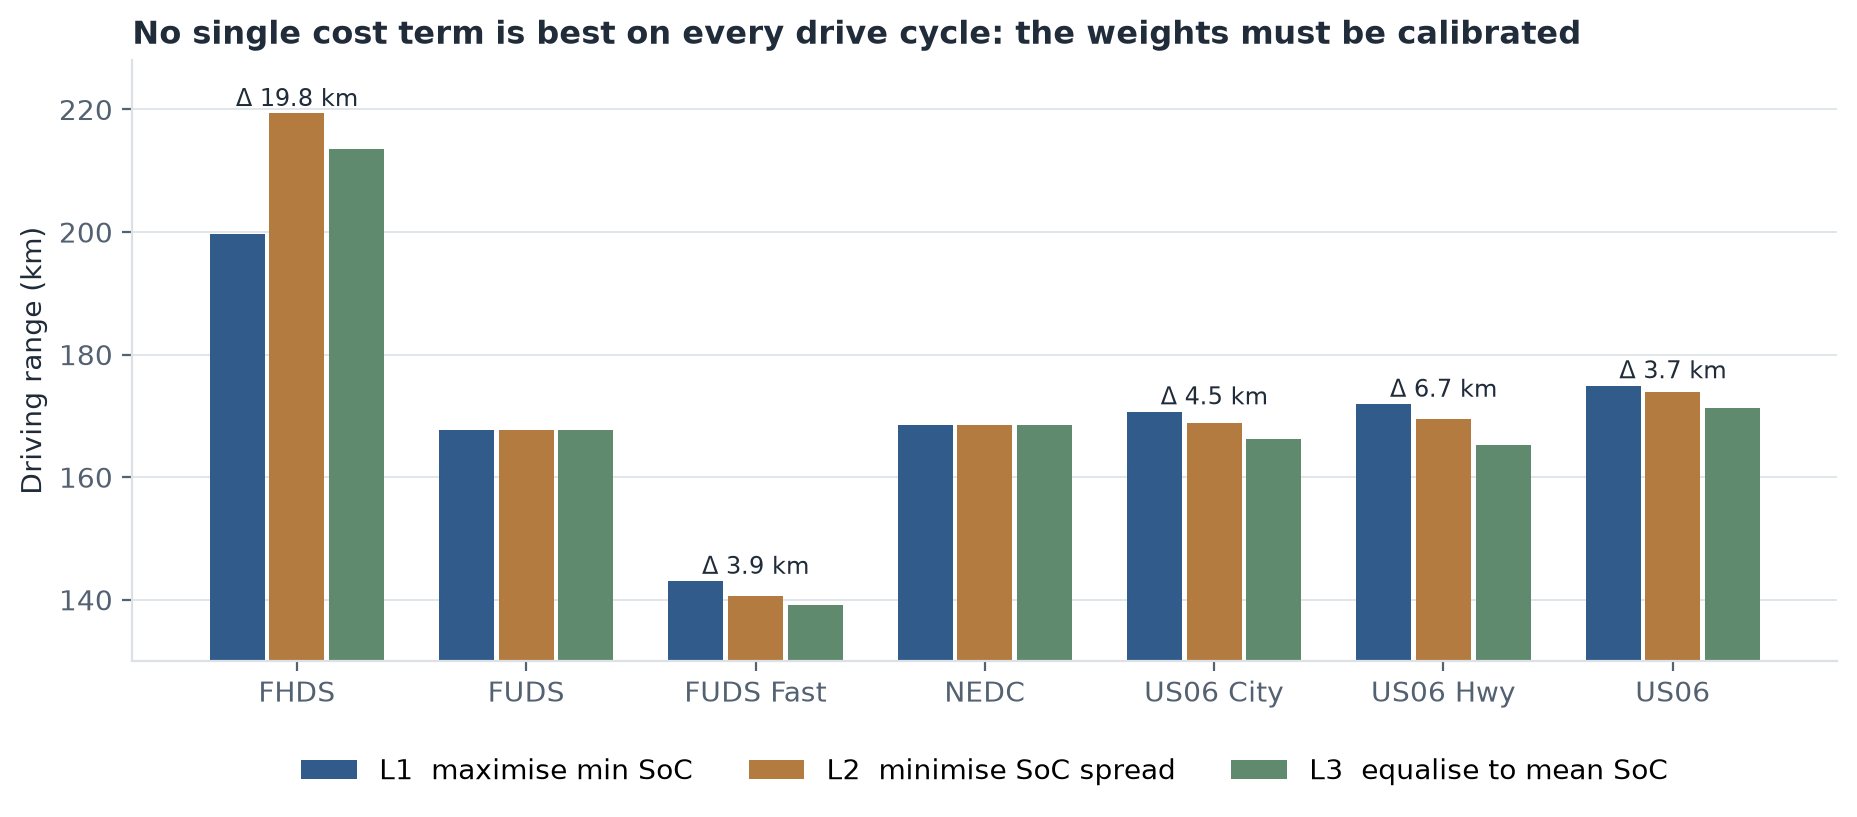 No single cost term is best on every drive cycle: the weights must be calibrated
Driving range (km)
220
200
180
160
140
Δ 19.8 km
Δ 3.9 km
Δ 4.5 km
Δ 6.7 km
Δ 3.7 km
FHDS
FUDS
FUDS Fast
NEDC
US06 City
US06 Hwy
US06
L1 maximise min SoC
L2 minimise SoC spread
L3 equalise to mean SoC